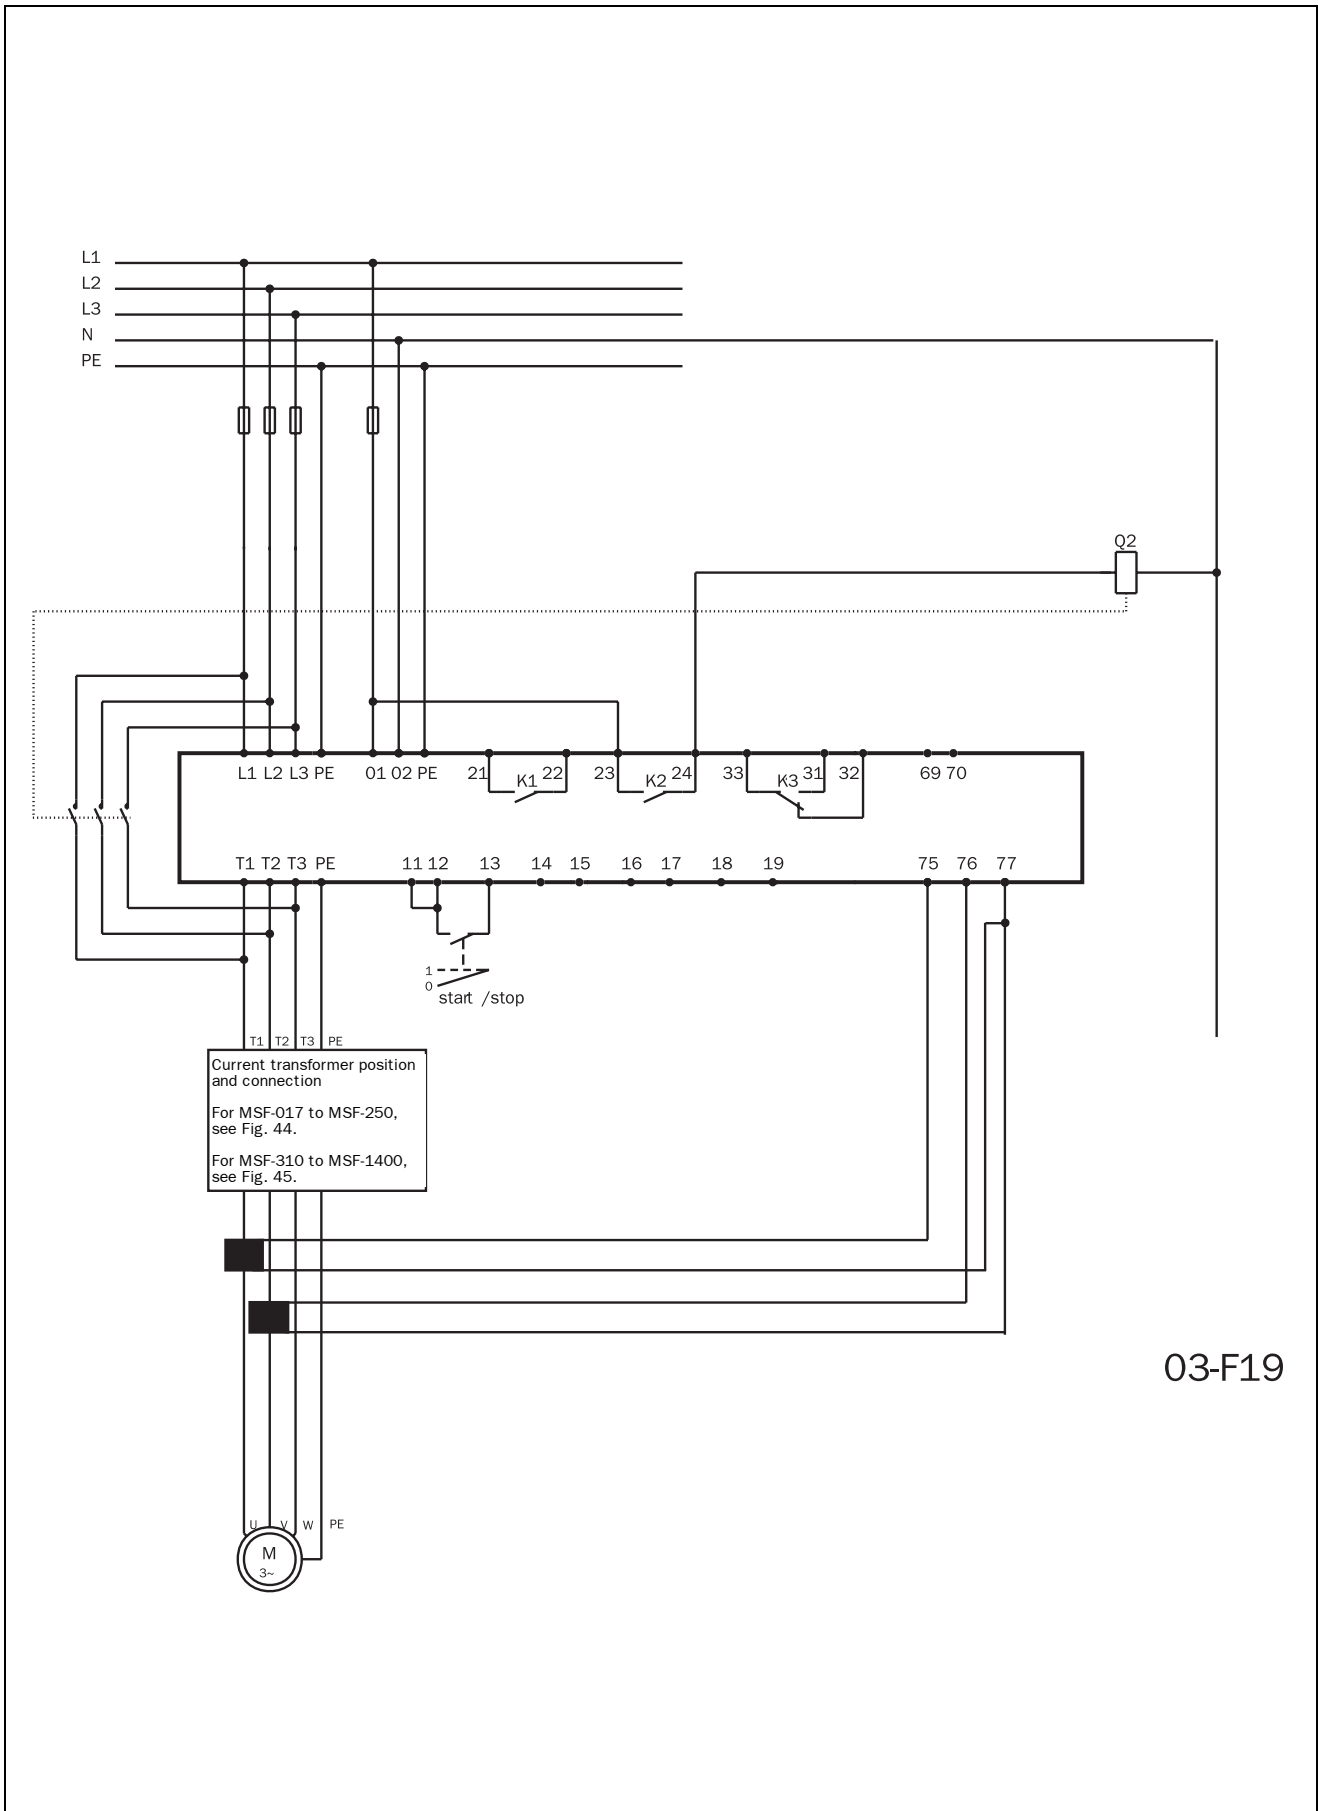 L1
L2
L3
N
PE
Q2
L1 L2 L3 PE 01 02 PE 21 K1 22 23 K2 24 33 K3 31 32 69 70
T1 T2 T3 PE 11 12 13 14 15 16 17 18 19 75 76 77
1
0
start /stop
T1 T2 T3 PE
Current transformer position
and connection
For MSF-017 to MSF-250,
see Fig. 44.
For MSF-310 to MSF-1400,
see Fig. 45.
03-F19
U V W PE
M
3~